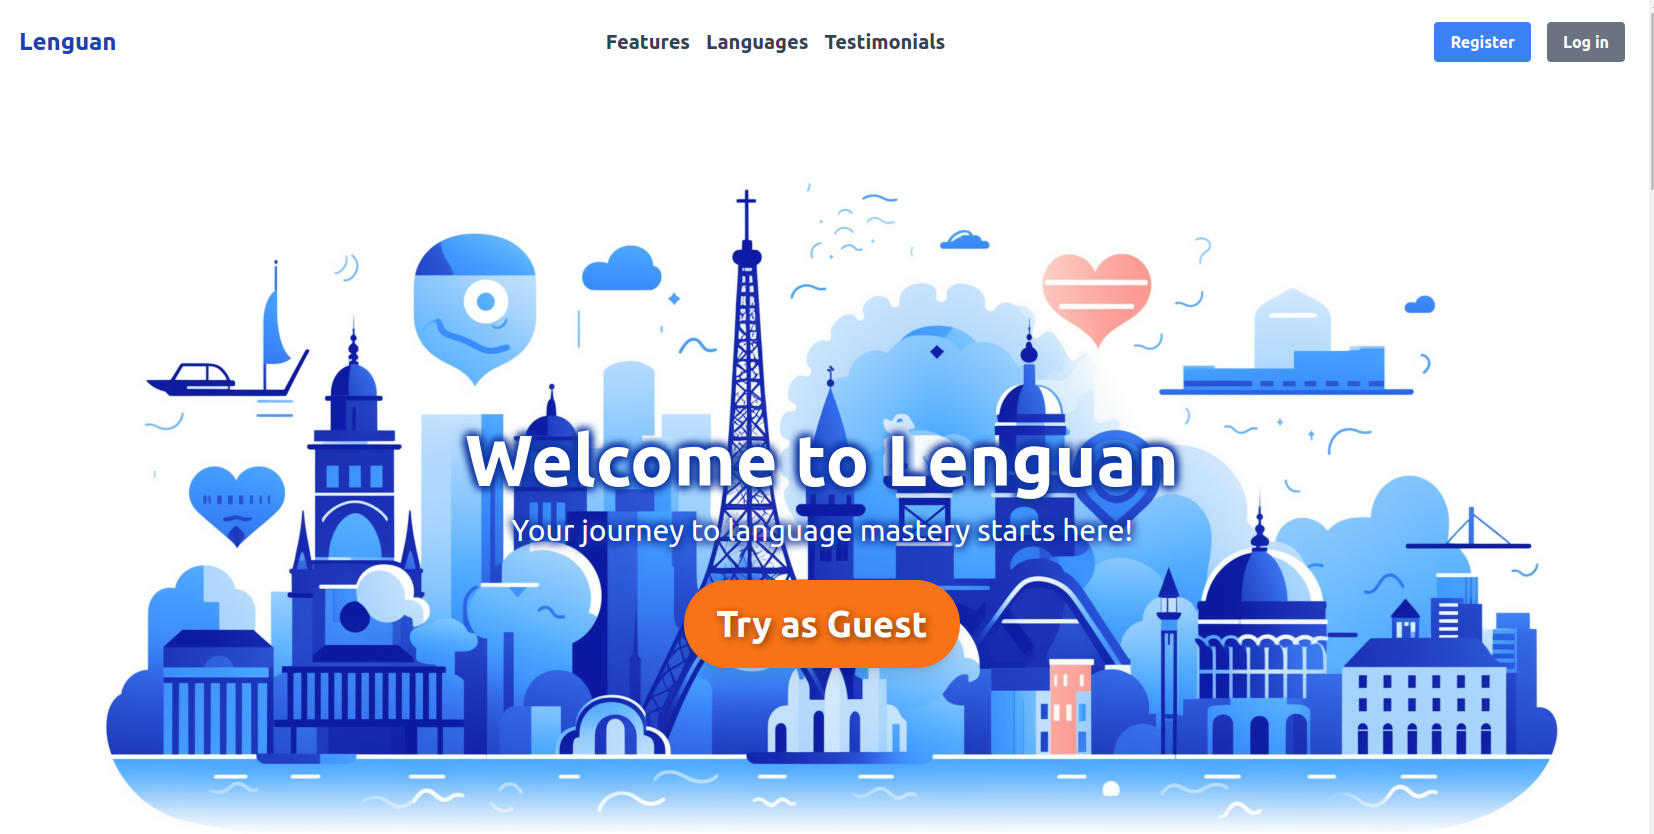 Lenguan
Features Languages Testimonials
Register Log in
Welcome to Lenguan
Your journey to language mastery starts here!
Try as Guest